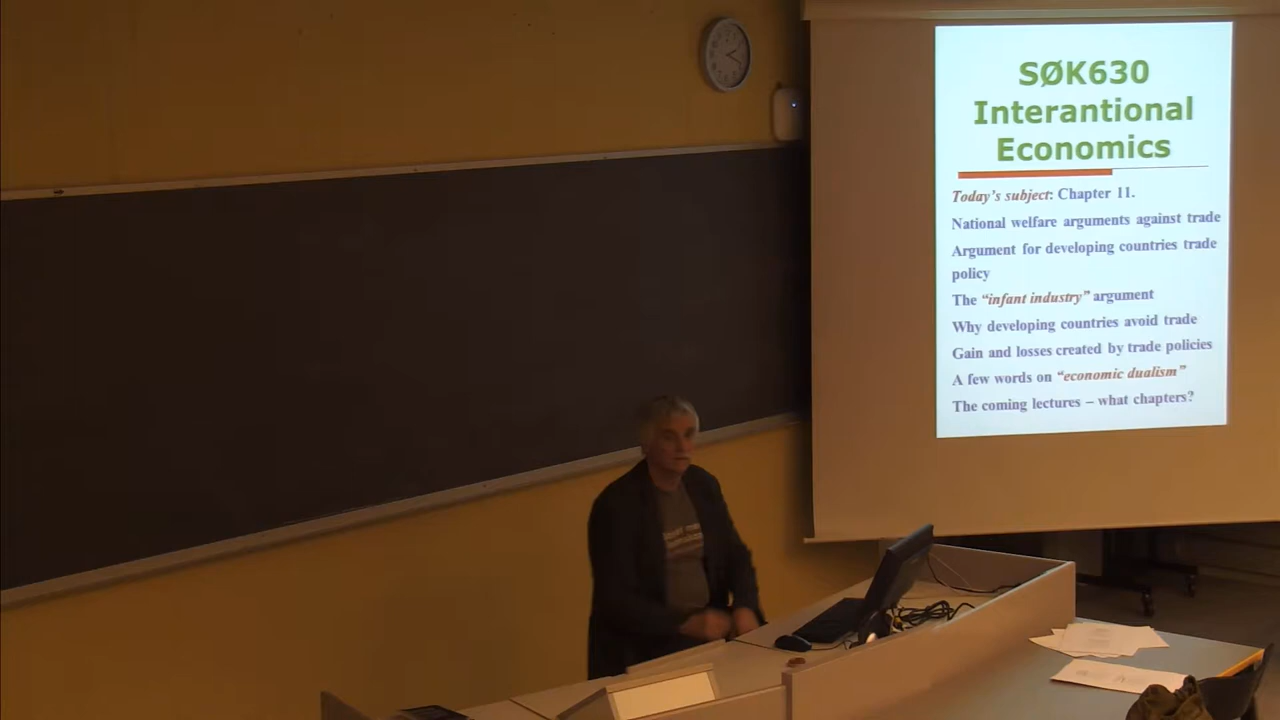 SØK630
Interantional
Economics
Today's subject: Chapter 11.
National welfare arguments against trade
Argument for developing countries trade
policy
The “infant industry” argument
Why developing countries avoid trade
Gain and losses created by trade policies
A few words on “economic dualism”
The coming lectures – what chapters?